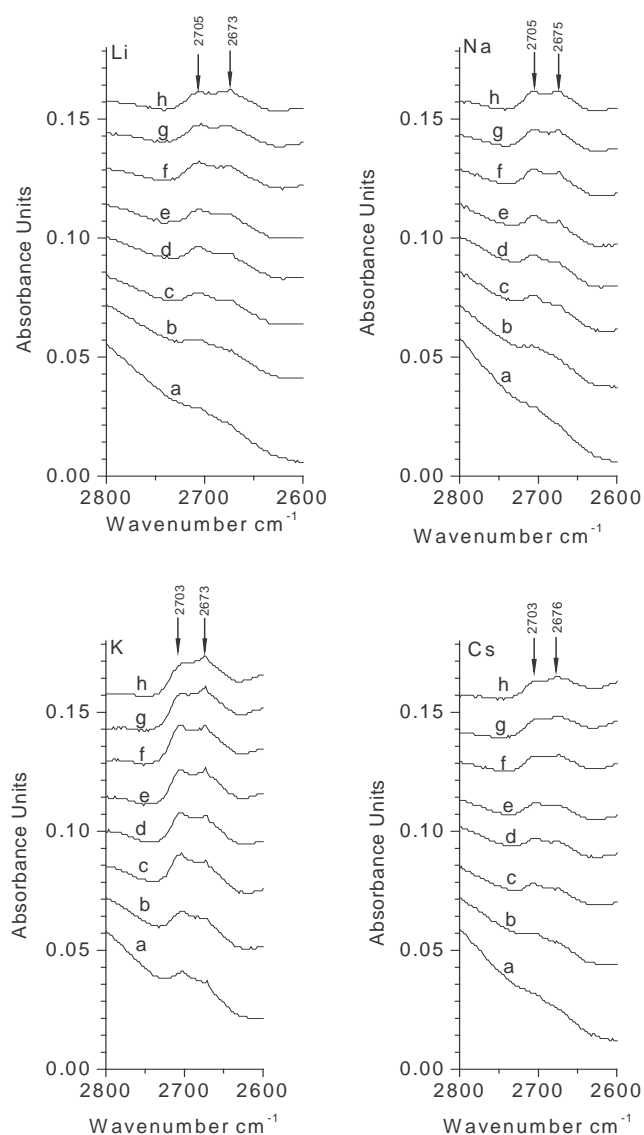 2705 2673
Li
h
g
f
e
d
c
b
a
0.15
0.10
0.05
0.00
2800 2700 2600
Wavenumber cm⁻¹
Absorbance Units
2705 2675
Na
h
g
f
e
d
c
b
a
0.15
0.10
0.05
0.00
2800 2700 2600
Wavenumber cm⁻¹
Absorbance Units
2703 2673
K
h
g
f
e
d
c
b
a
0.15
0.10
0.05
0.00
2800 2700 2600
Wavenumber cm⁻¹
Absorbance Units
2703 2676
Cs
h
g
f
e
d
c
b
a
0.15
0.10
0.05
0.00
2800 2700 2600
Wavenumber cm⁻¹
Absorbance Units